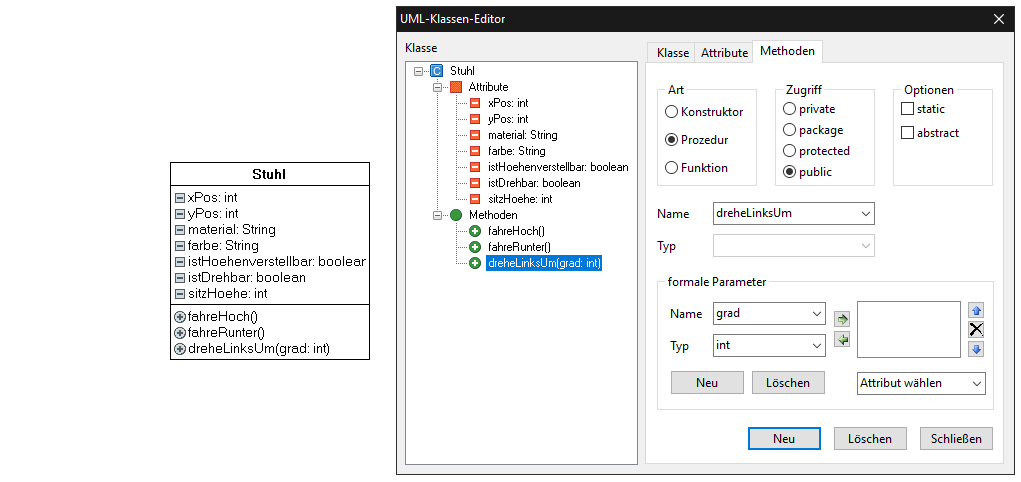 Stuhl
xPos: int
yPos: int
material: String
farbe: String
istHoehenverstellbar: boolear
istDrehbar: boolean
sitzHoehe: int
fahreHoch()
fahreRunter()
dreheLinksUm(grad: int)
UML-Klassen-Editor
Klasse
Stuhl
Attribute
xPos: int
yPos: int
material: String
farbe: String
istHoehenverstellbar: boolean
istDrehbar: boolean
sitzHoehe: int
Methoden
fahreHoch()
fahreRunter()
dreheLinksUm(grad: int)
Klasse Attribute Methoden
Art
Konstruktor
Prozedur
Funktion
Zugriff
private
package
protected
public
Optionen
static
abstract
Name dreheLinksUm
Typ
formale Parameter
Name grad
Typ int
Neu Löschen Attribut wählen
Neu Löschen Schließen